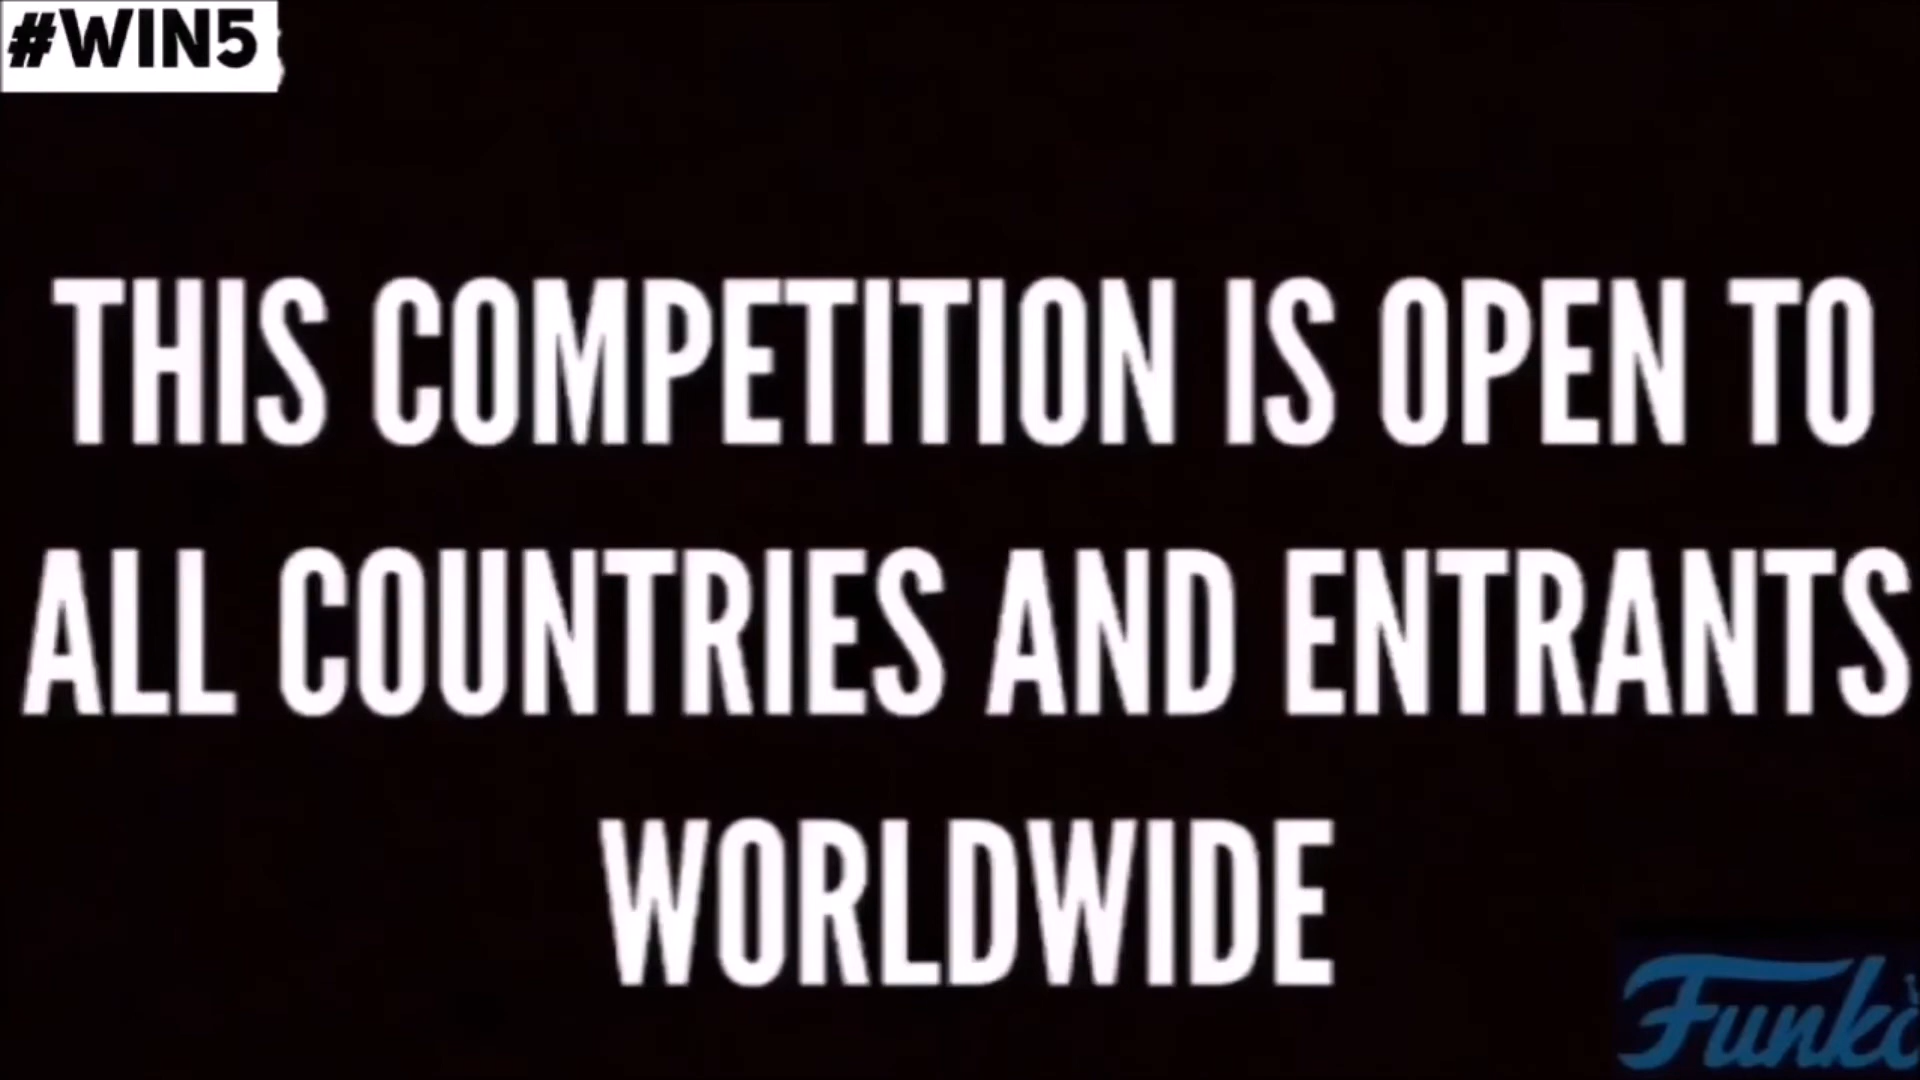 #WIN5
THIS COMPETITION IS OPEN TO
ALL COUNTRIES AND ENTRANTS
WORLDWIDE
Funko